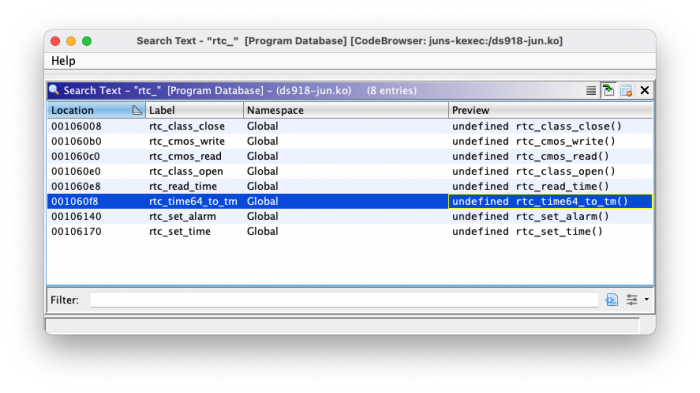 Search Text - "rtc_"  [Program Database] [CodeBrowser: juns-kexec:/ds918-jun.ko]
Help
Search Text - "rtc_"  [Program Database] - (ds918-jun.ko)    (8 entries)
Location Label Namespace Preview
00106008 rtc_class_close Global undefined rtc_class_close()
001060b0 rtc_cmos_write Global undefined rtc_cmos_write()
001060c0 rtc_cmos_read Global undefined rtc_cmos_read()
001060e0 rtc_class_open Global undefined rtc_class_open()
001060e8 rtc_read_time Global undefined rtc_read_time()
001060f8 rtc_time64_to_tm Global undefined rtc_time64_to_tm()
00106140 rtc_set_alarm Global undefined rtc_set_alarm()
00106170 rtc_set_time Global undefined rtc_set_time()
Filter: